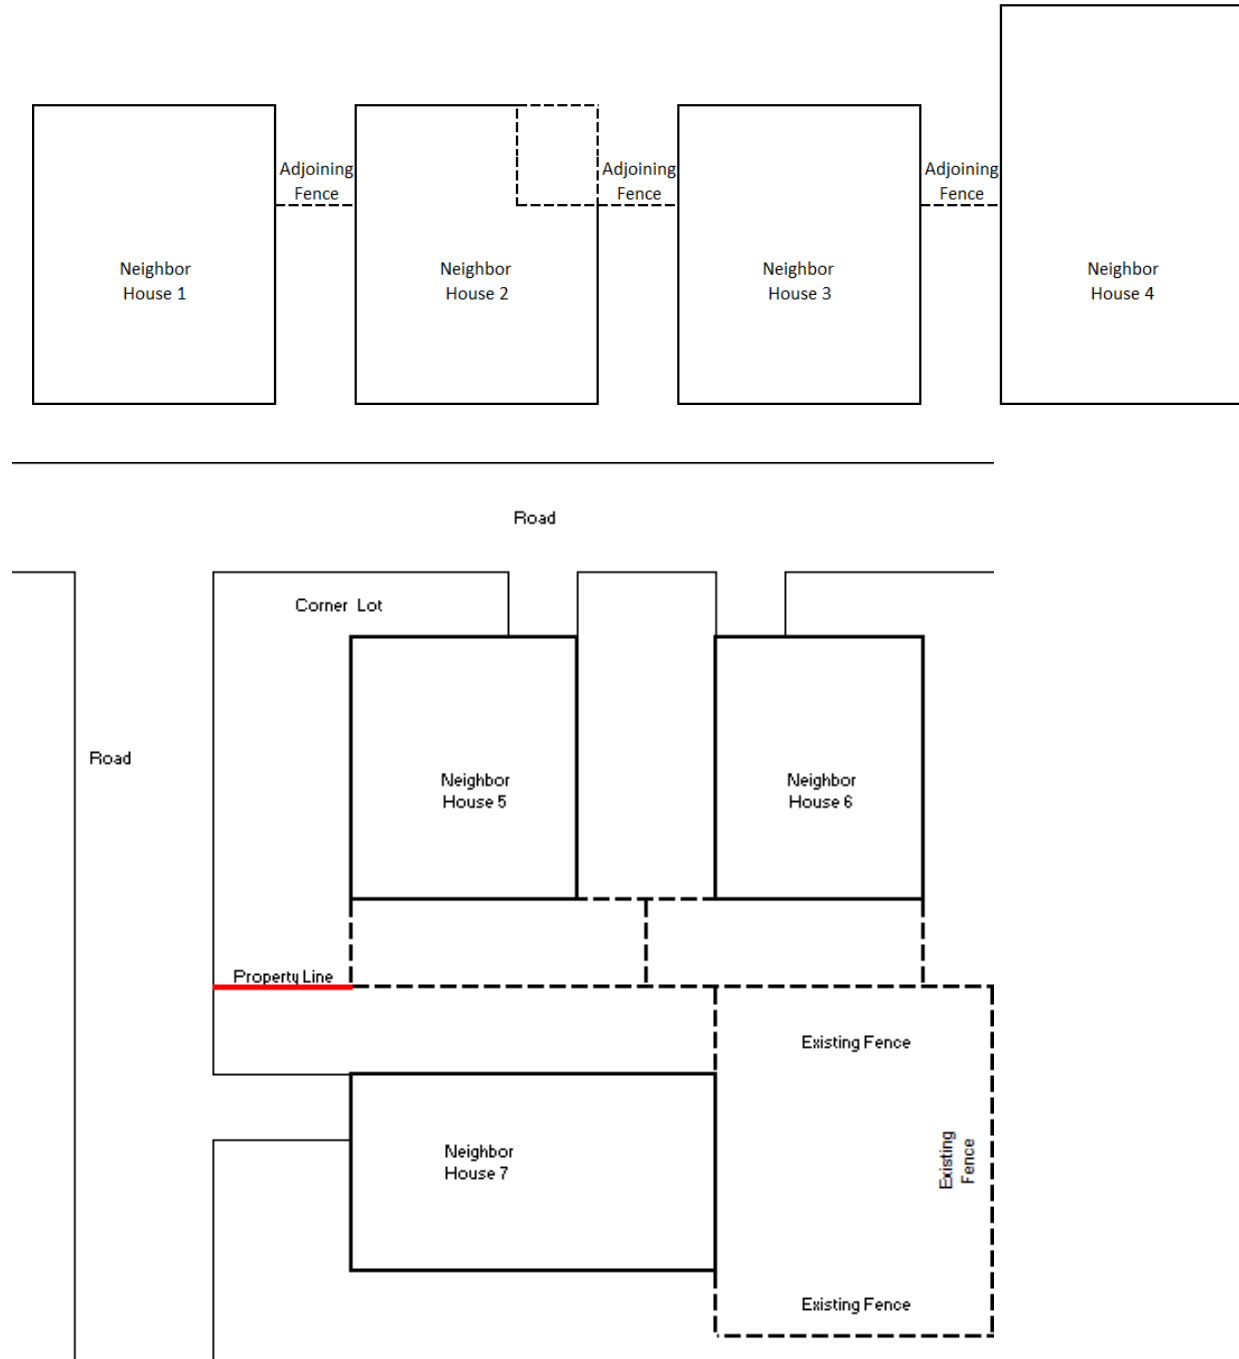 Adjoining
Fence
Adjoining
Fence
Adjoining
Fence
Neighbor
House 1
Neighbor
House 2
Neighbor
House 3
Neighbor
House 4
Road
Corner Lot
Road
Neighbor
House 5
Neighbor
House 6
Property Line
Existing Fence
Existing
Fence
Neighbor
House 7
Existing Fence